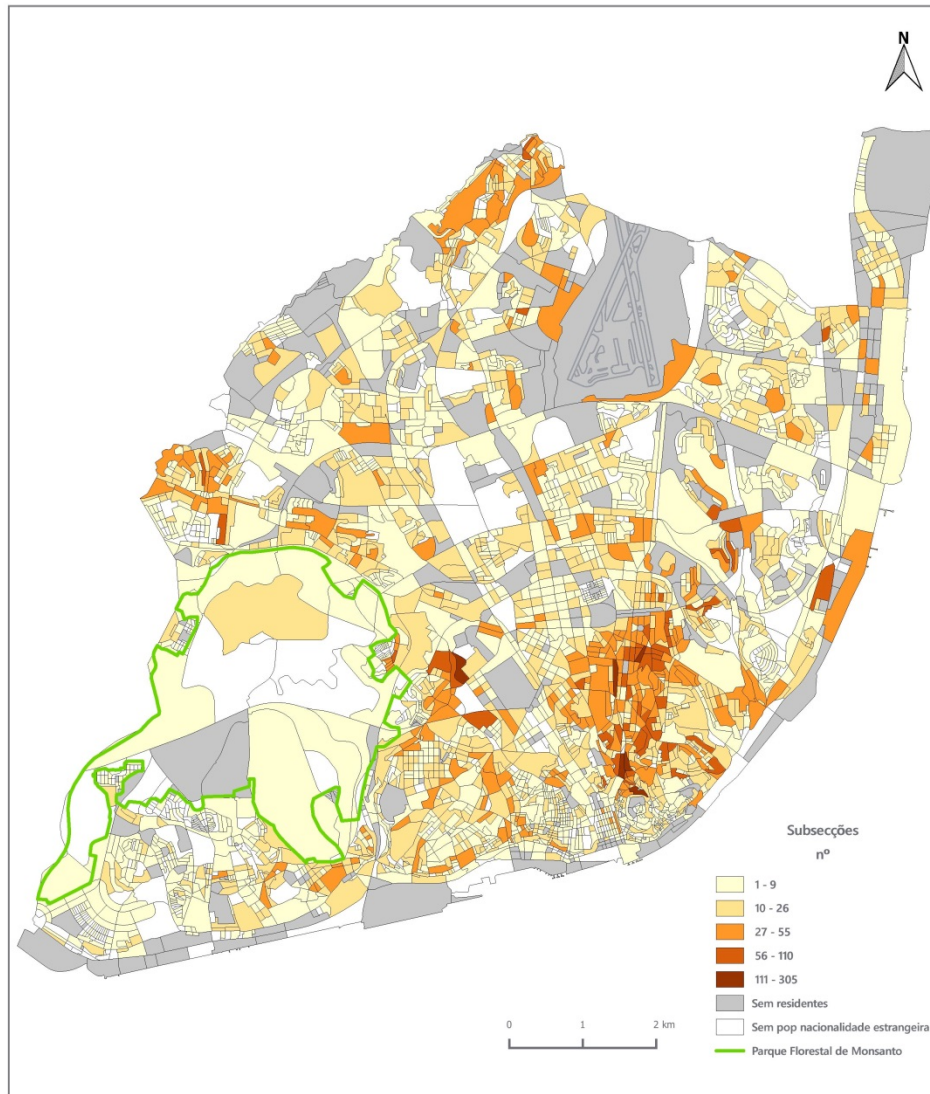 N
Subsecções
nº
1 - 9
10 - 26
27 - 55
56 - 110
111 - 305
Sem residentes
Sem pop nacionalidade estrangeira
Parque Florestal de Monsanto
0 1 2 km